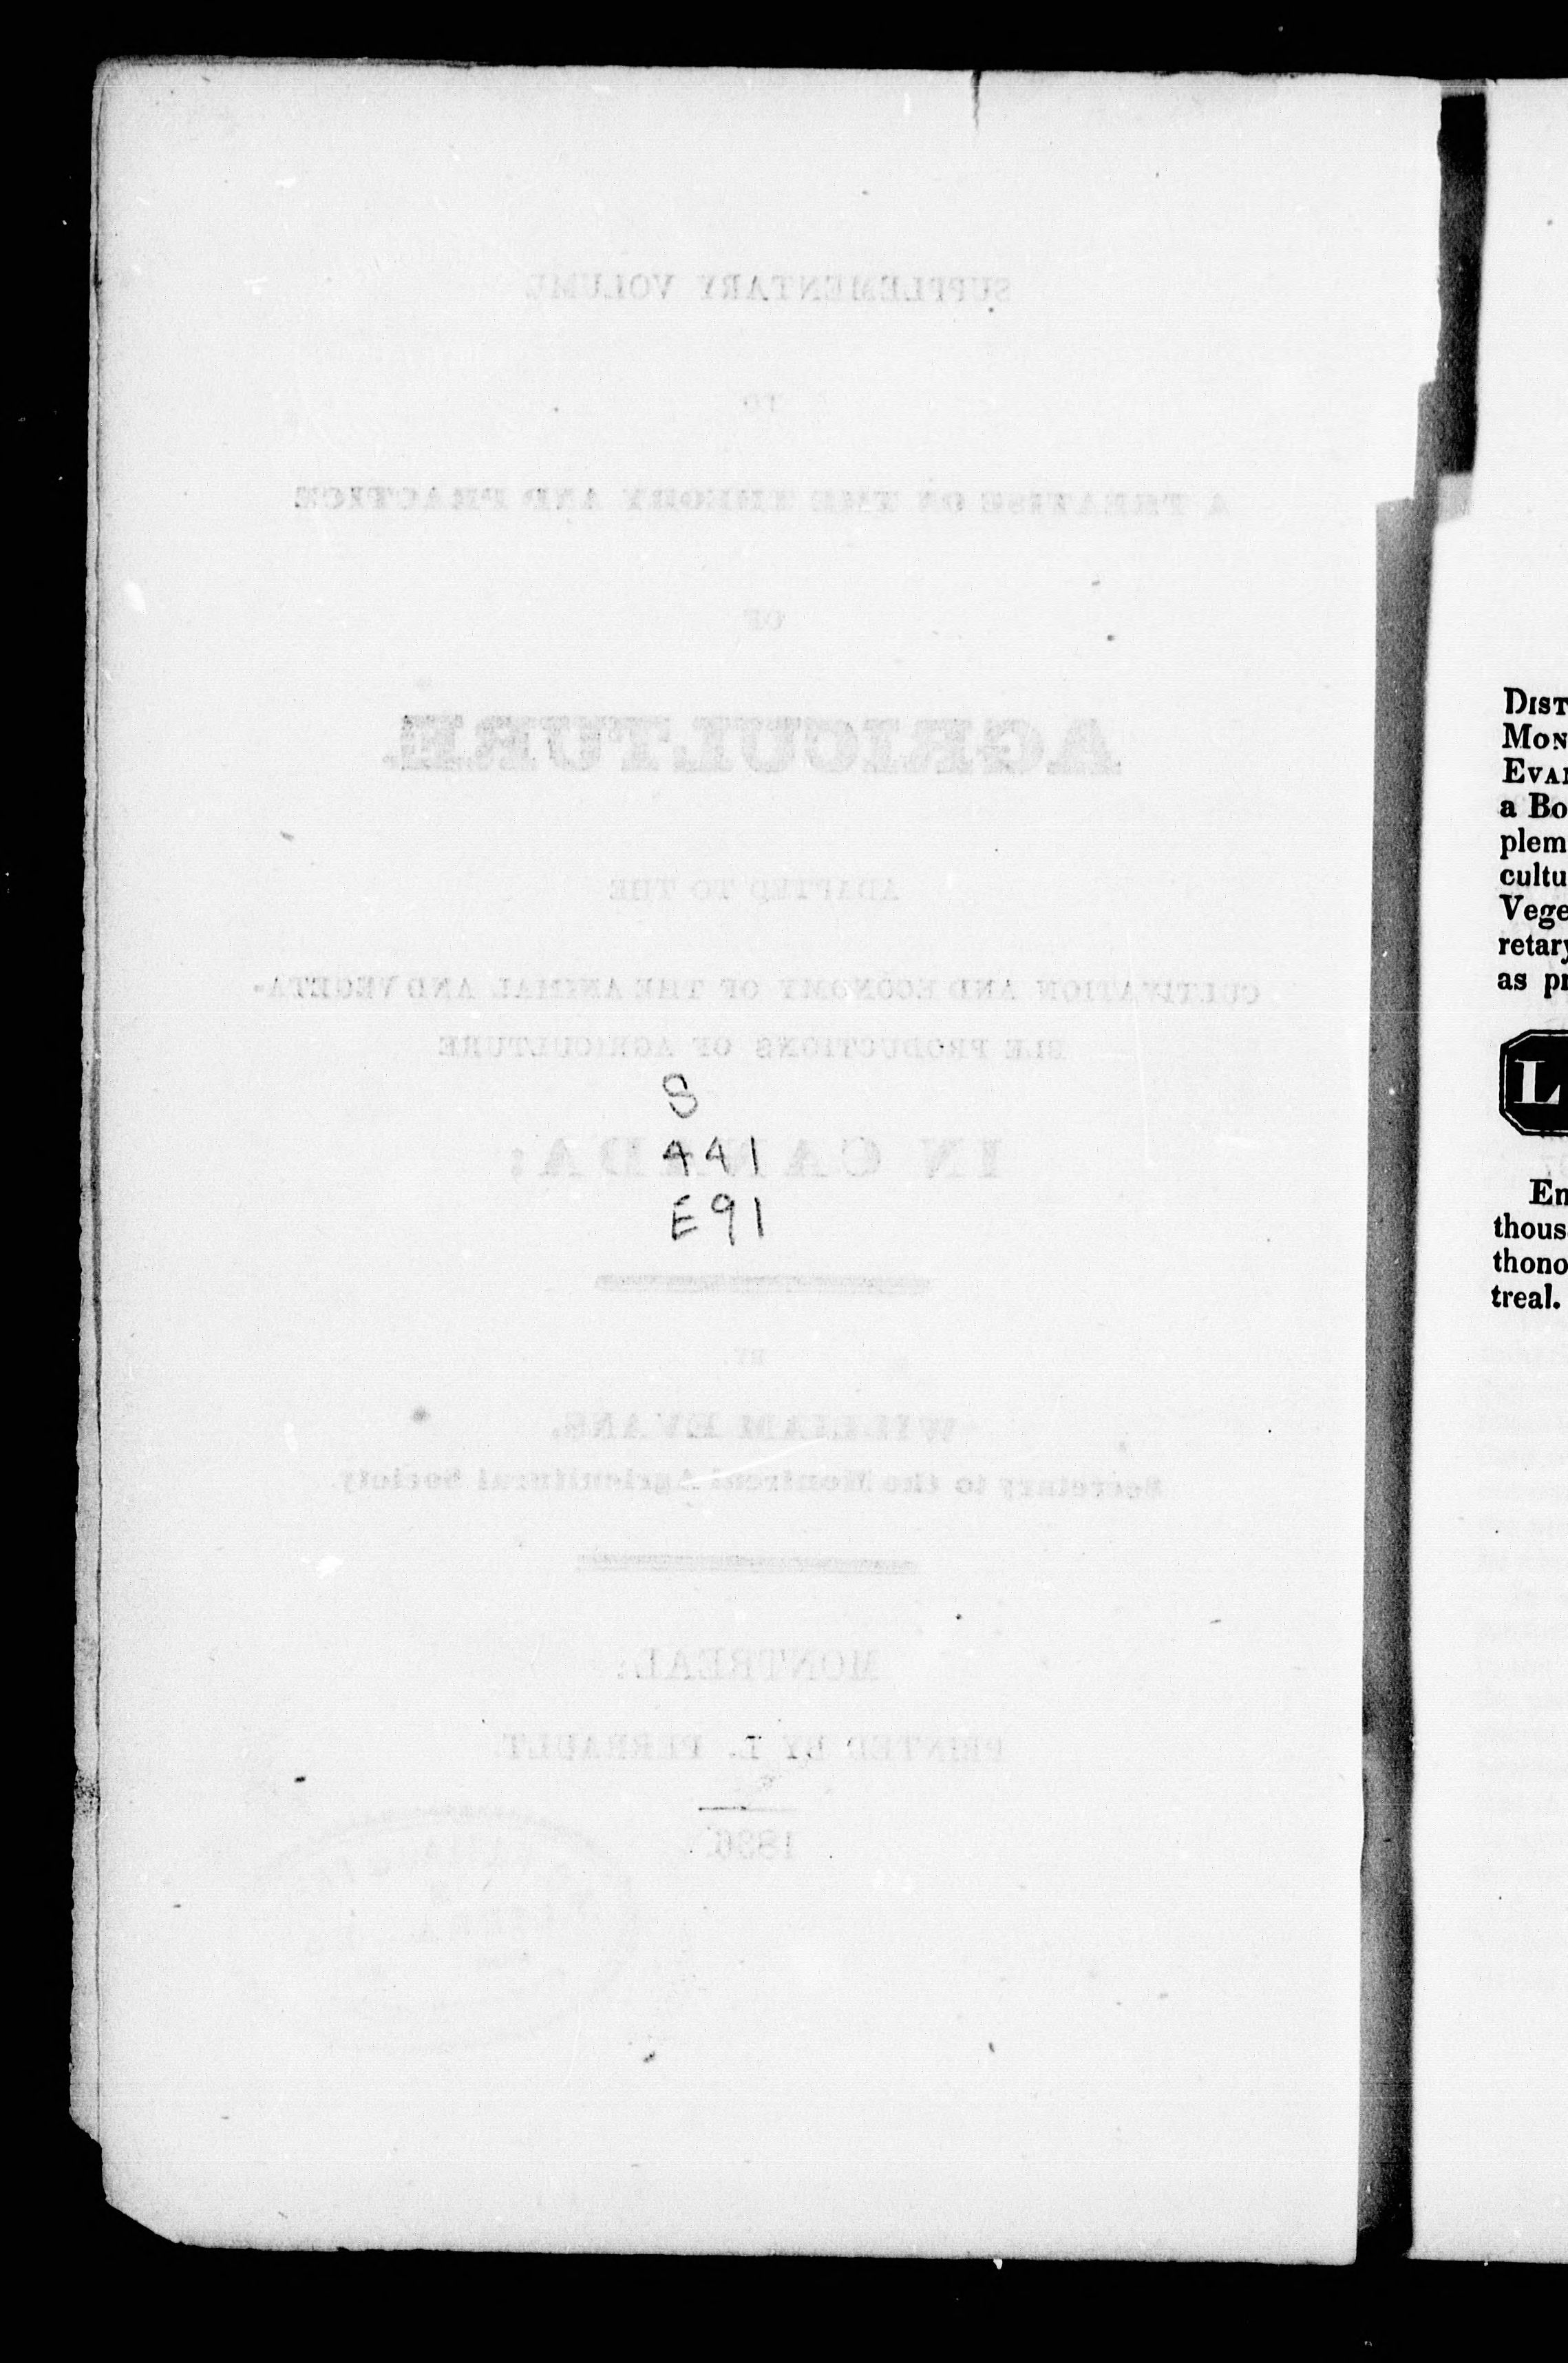 SUPPLEMENTARY VOLUME
TO
A TREATISE ON THE THEORY AND PRACTICE
OF
AGRICULTURE.
ADAPTED TO THE
CULTIVATION AND ECONOMY OF THE ANIMAL AND VEGETA-
BLE PRODUCTIONS OF AGRICULTURE
IN CANADA;
S
441
E91
BY
WILLIAM EVANS.
Secretary to the Montreal Agricultural Society
MONTREAL:
PRINTED BY L. PERRAULT.
1836.
DIST
MON
EVAN
a Bo
plem
cultu
Vege
retary
as pr
L
En
thous
thono
treal.